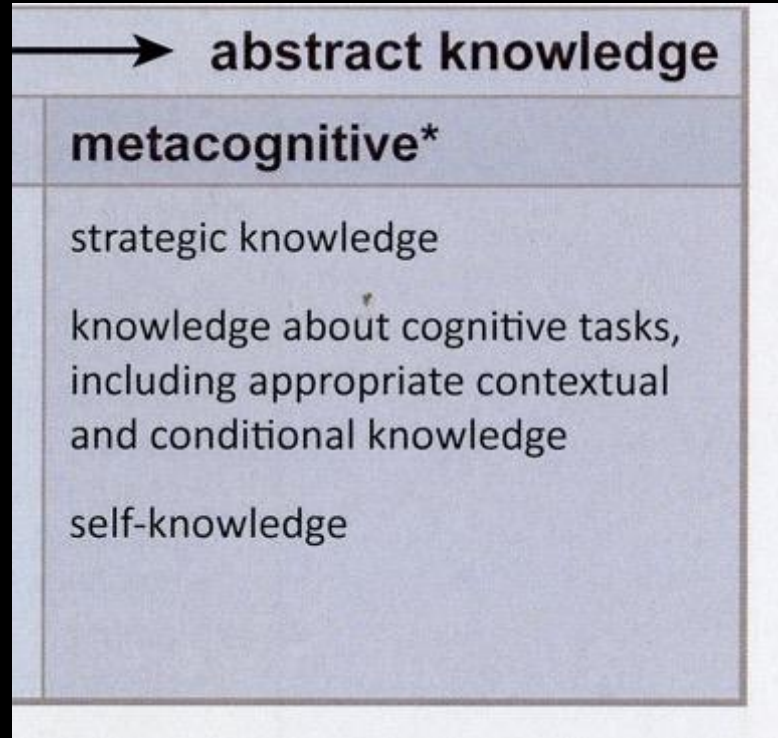 abstract knowledge
metacognitive*
strategic knowledge
knowledge about cognitive tasks,
including appropriate contextual
and conditional knowledge
self-knowledge